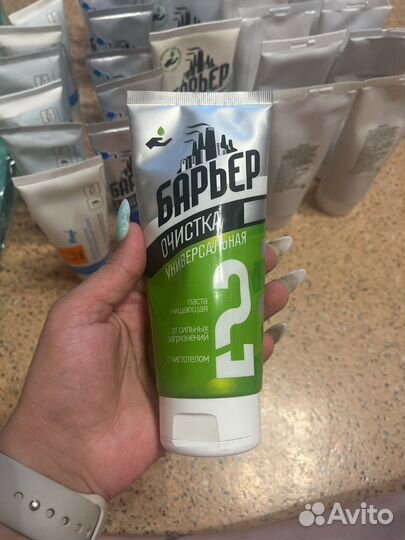 БАРЬЕР
БАРЬЕР
ОЧИСТКА
УНИВЕРСАЛЬНАЯ
2
паста
очищающая
от сильных
загрязнений
с чистотелом
Avito